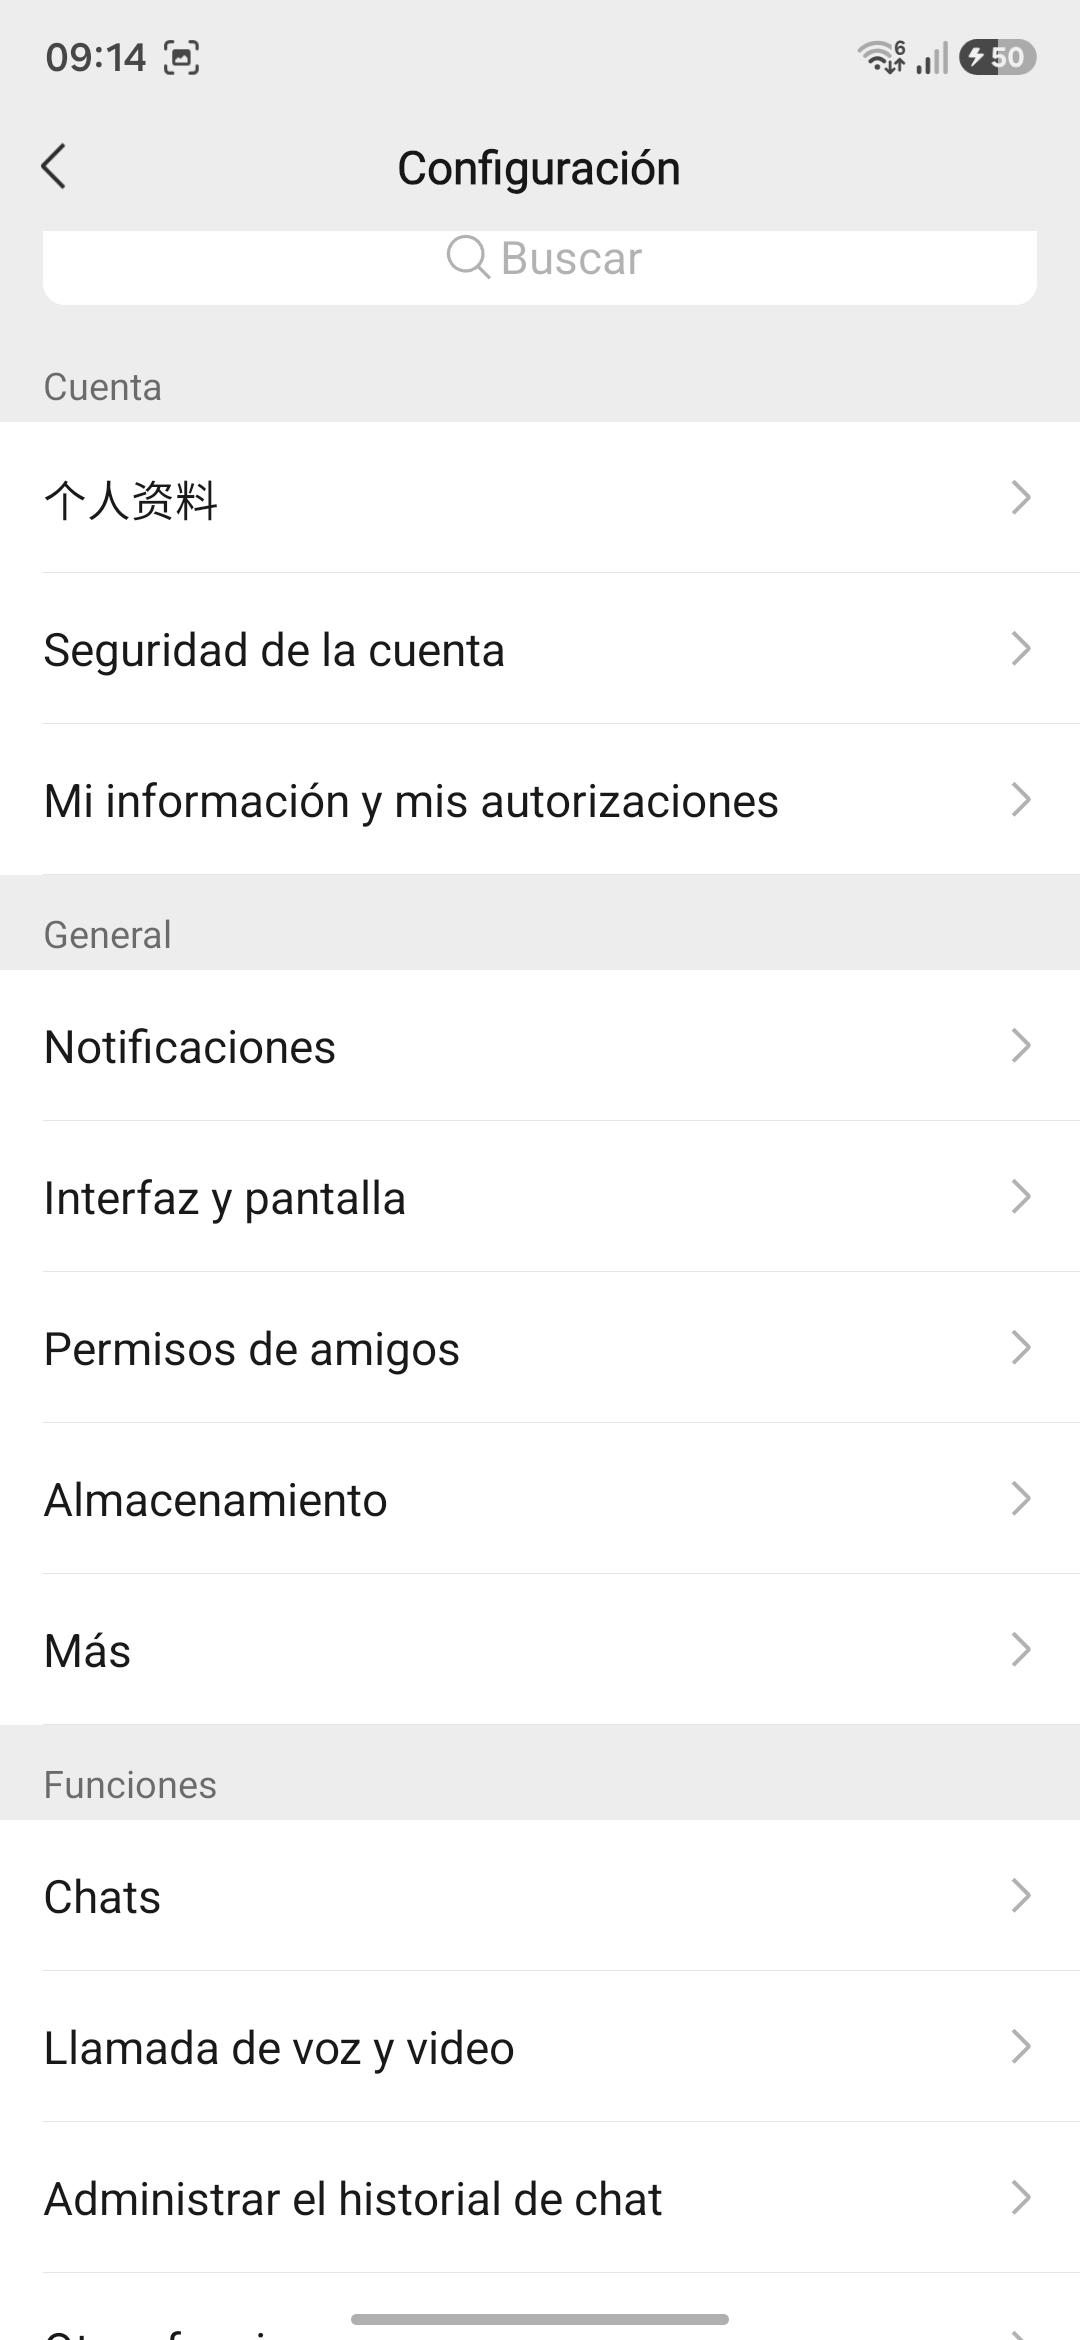 09:14
6
50
Configuración
Buscar
Cuenta
个人资料
Seguridad de la cuenta
Mi información y mis autorizaciones
General
Notificaciones
Interfaz y pantalla
Permisos de amigos
Almacenamiento
Más
Funciones
Chats
Llamada de voz y video
Administrar el historial de chat